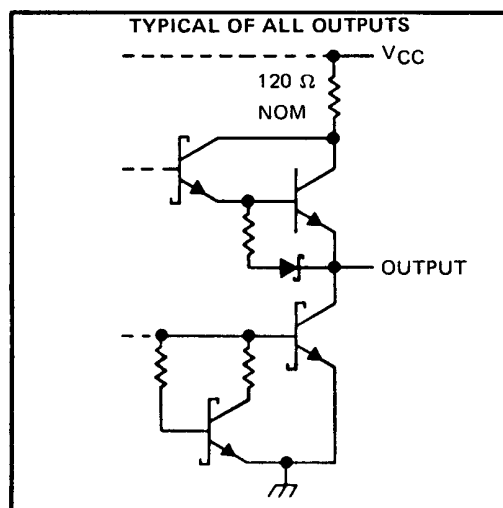 TYPICAL OF ALL OUTPUTS
VCC
120 Ω
NOM
OUTPUT